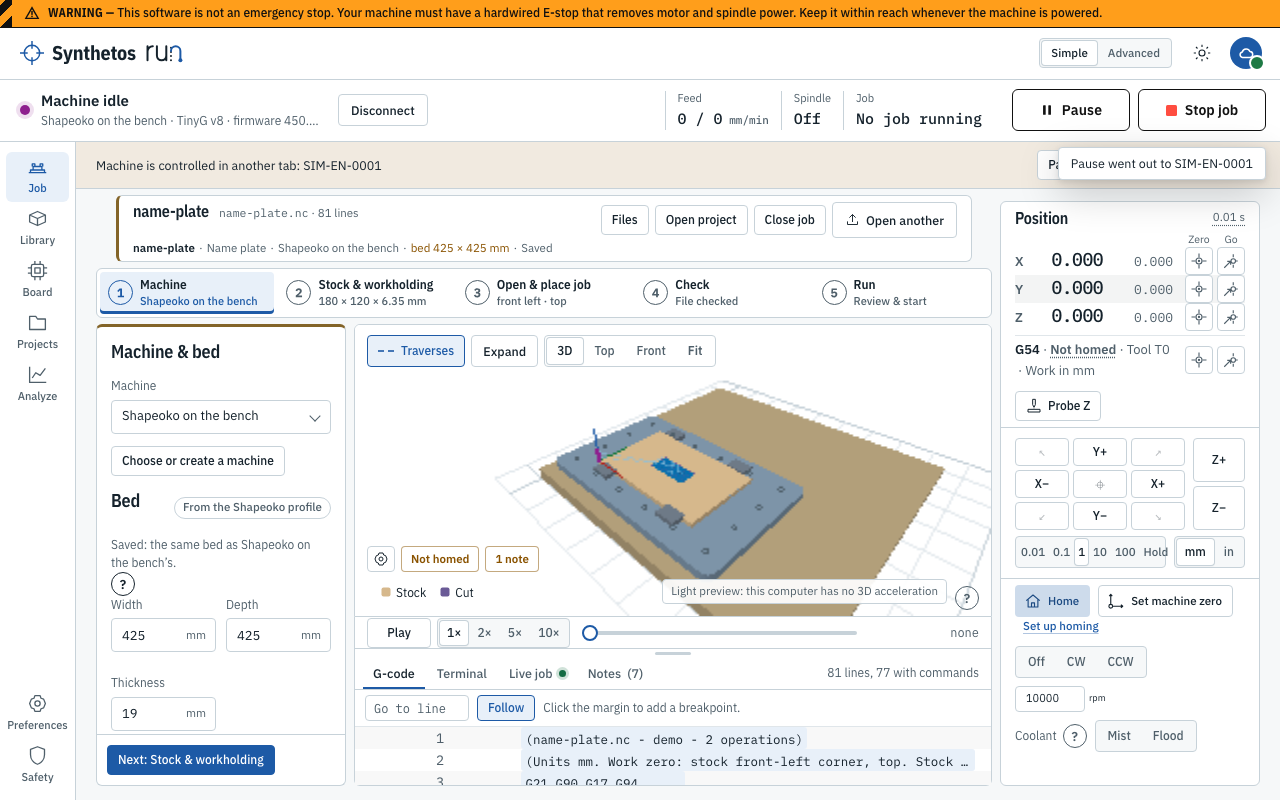 WARNING — This software is not an emergency stop. Your machine must have a hardwired E-stop that removes motor and spindle power. Keep it within reach whenever the machine is powered.
Synthetos run
Simple Advanced
Machine idle
Shapeoko on the bench · TinyG v8 · firmware 450....
Disconnect
Feed
0 / 0 mm/min
Spindle
Off
Job
No job running
Pause
Stop job
Machine is controlled in another tab: SIM-EN-0001
Pause went out to SIM-EN-0001
Job
Library
Board
Projects
Analyze
Preferences
Safety
name-plate name-plate.nc · 81 lines
Files
Open project
Close job
Open another
name-plate · Name plate · Shapeoko on the bench · bed 425 × 425 mm · Saved
1 Machine
Shapeoko on the bench
2 Stock & workholding
180 × 120 × 6.35 mm
3 Open & place job
front left · top
4 Check
File checked
5 Run
Review & start
Machine & bed
Machine
Shapeoko on the bench
Choose or create a machine
Bed
From the Shapeoko profile
Saved: the same bed as Shapeoko on
the bench's.
?
Width
Depth
425 mm
425 mm
Thickness
19 mm
Next: Stock & workholding
Traverses
Expand
3D Top Front Fit
Not homed
1 note
Stock Cut
Light preview: this computer has no 3D acceleration
?
Play
1× 2× 5× 10×
none
G-code Terminal Live job Notes (7)
81 lines, 77 with commands
Go to line
Follow
Click the margin to add a breakpoint.
1 (name-plate.nc - demo - 2 operations)
2 (Units mm. Work zero: stock front-left corner, top. Stock …
3 G21 G90 G17 G94
Position
0.01 s
Zero Go
X 0.000 0.000
Y 0.000 0.000
Z 0.000 0.000
G54 · Not homed · Tool T0
· Work in mm
Probe Z
↖ Y+ ↗
Z+
X− X+
↙ Y− ↘
Z−
0.01 0.1 1 10 100 Hold
mm in
Home
Set machine zero
Set up homing
Off CW CCW
10000 rpm
Coolant ? Mist Flood